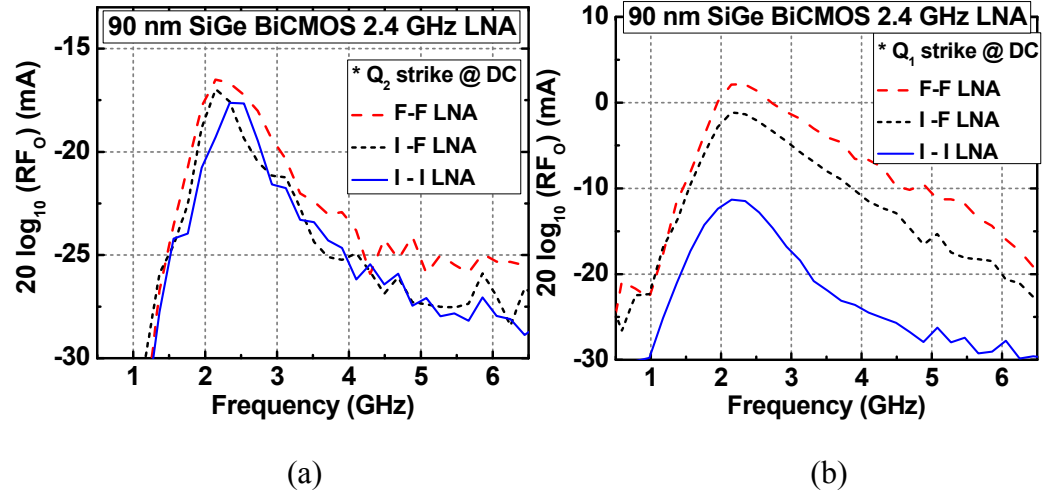 90 nm SiGe BiCMOS 2.4 GHz LNA
* Q2 strike @ DC
F-F LNA
I -F LNA
I - I LNA
20 log10 (RFO) (mA)
-15
-20
-25
-30
1 2 3 4 5 6
Frequency (GHz)
(a)
90 nm SiGe BiCMOS 2.4 GHz LNA
* Q1 strike @ DC
F-F LNA
I -F LNA
I - I LNA
20 log10 (RFO) (mA)
10
0
-10
-20
-30
1 2 3 4 5 6
Frequency (GHz)
(b)